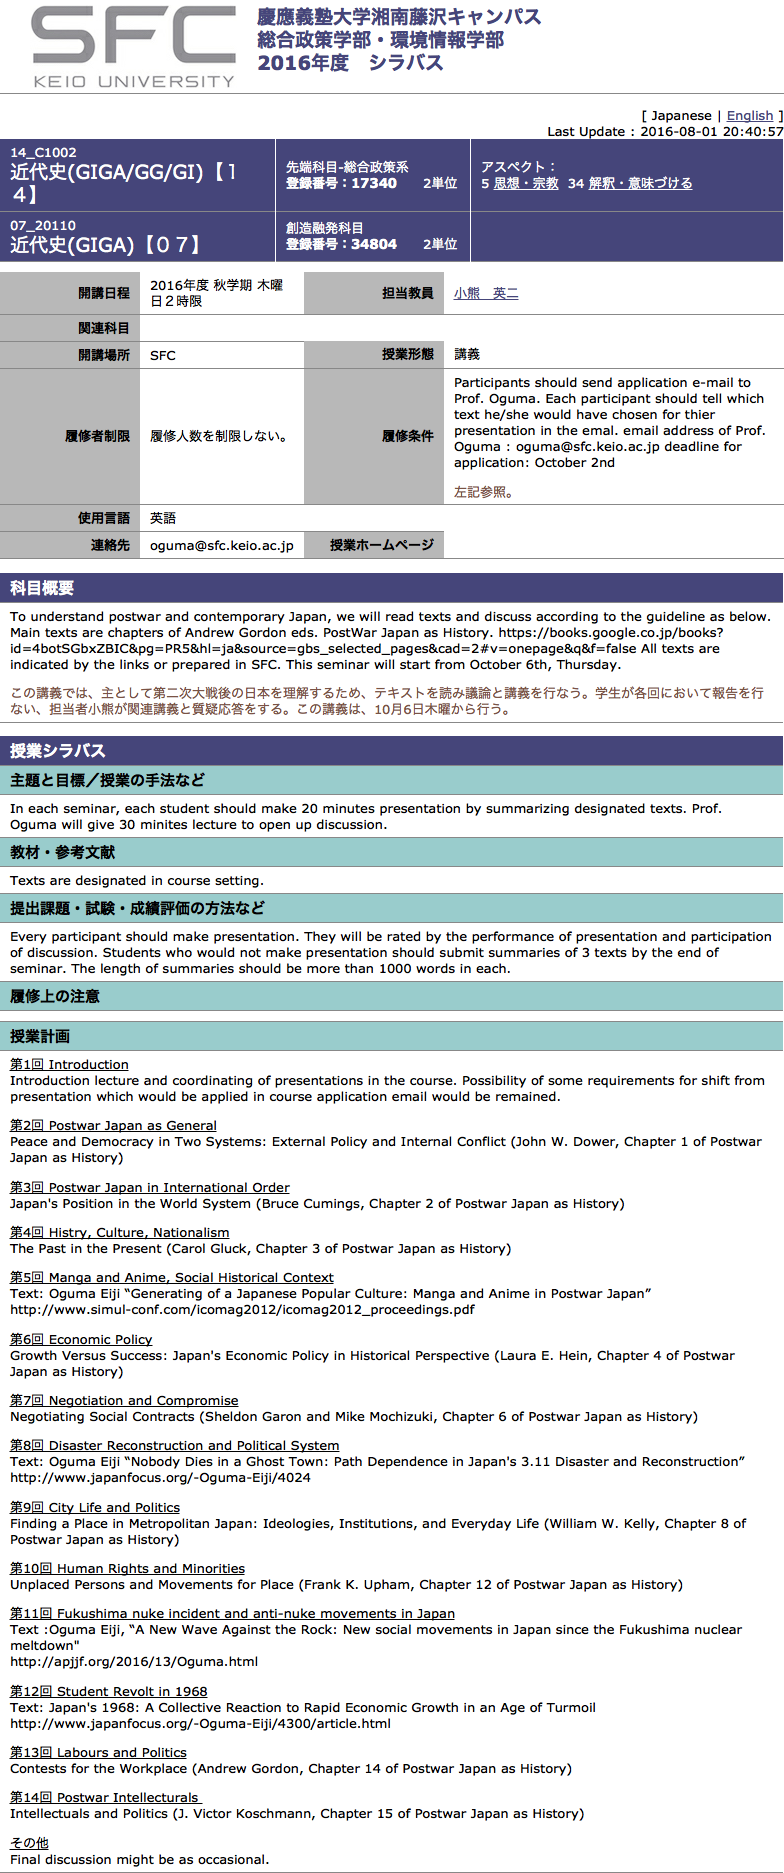 SFC
KEIO UNIVERSITY
慶應義塾大学湘南藤沢キャンパス
総合政策学部・環境情報学部
2016年度　シラバス
[ Japanese | English ]
Last Update : 2016-08-01 20:40:57
14_C1002
近代史(GIGA/GG/GI)【１
４】
先端科目-総合政策系
登録番号：17340　　2単位
アスペクト：
5 思想・宗教　34 解釈・意味づける
07_20110
近代史(GIGA)【０７】
創造融発科目
登録番号：34804　　2単位
開講日程
2016年度 秋学期 木曜
日２時限
担当教員
小熊　英二
関連科目
開講場所
SFC
授業形態
講義
履修者制限
履修人数を制限しない。
履修条件
Participants should send application e-mail to
Prof. Oguma. Each participant should tell which
text he/she would have chosen for thier
presentation in the emal. email address of Prof.
Oguma : oguma@sfc.keio.ac.jp deadline for
application: October 2nd
左記参照。
使用言語
英語
連絡先
oguma@sfc.keio.ac.jp
授業ホームページ
科目概要
To understand postwar and contemporary Japan, we will read texts and discuss according to the guideline as below.
Main texts are chapters of Andrew Gordon eds. PostWar Japan as History. https://books.google.co.jp/books?
id=4botSGbxZBIC&pg=PR5&hl=ja&source=gbs_selected_pages&cad=2#v=onepage&q&f=false All texts are
indicated by the links or prepared in SFC. This seminar will start from October 6th, Thursday.
この講義では、主として第二次大戦後の日本を理解するため、テキストを読み議論と講義を行なう。学生が各回において報告を行
ない、担当者小熊が関連講義と質疑応答をする。この講義は、10月6日木曜から行う。
授業シラバス
主題と目標／授業の手法など
In each seminar, each student should make 20 minutes presentation by summarizing designated texts. Prof.
Oguma will give 30 minites lecture to open up discussion.
教材・参考文献
Texts are designated in course setting.
提出課題・試験・成績評価の方法など
Every participant should make presentation. They will be rated by the performance of presentation and participation
of discussion. Students who would not make presentation should submit summaries of 3 texts by the end of
seminar. The length of summaries should be more than 1000 words in each.
履修上の注意
授業計画
第1回 Introduction
Introduction lecture and coordinating of presentations in the course. Possibility of some requirements for shift from
presentation which would be applied in course application email would be remained.
第2回 Postwar Japan as General
Peace and Democracy in Two Systems: External Policy and Internal Conflict (John W. Dower, Chapter 1 of Postwar
Japan as History)
第3回 Postwar Japan in International Order
Japan's Position in the World System (Bruce Cumings, Chapter 2 of Postwar Japan as History)
第4回 Histry, Culture, Nationalism
The Past in the Present (Carol Gluck, Chapter 3 of Postwar Japan as History)
第5回 Manga and Anime, Social Historical Context
Text: Oguma Eiji “Generating of a Japanese Popular Culture: Manga and Anime in Postwar Japan”
http://www.simul-conf.com/icomag2012/icomag2012_proceedings.pdf
第6回 Economic Policy
Growth Versus Success: Japan's Economic Policy in Historical Perspective (Laura E. Hein, Chapter 4 of Postwar
Japan as History)
第7回 Negotiation and Compromise
Negotiating Social Contracts (Sheldon Garon and Mike Mochizuki, Chapter 6 of Postwar Japan as History)
第8回 Disaster Reconstruction and Political System
Text: Oguma Eiji “Nobody Dies in a Ghost Town: Path Dependence in Japan's 3.11 Disaster and Reconstruction”
http://www.japanfocus.org/-Oguma-Eiji/4024
第9回 City Life and Politics
Finding a Place in Metropolitan Japan: Ideologies, Institutions, and Everyday Life (William W. Kelly, Chapter 8 of
Postwar Japan as History)
第10回 Human Rights and Minorities
Unplaced Persons and Movements for Place (Frank K. Upham, Chapter 12 of Postwar Japan as History)
第11回 Fukushima nuke incident and anti-nuke movements in Japan
Text :Oguma Eiji, “A New Wave Against the Rock: New social movements in Japan since the Fukushima nuclear
meltdown"
http://apjjf.org/2016/13/Oguma.html
第12回 Student Revolt in 1968
Text: Japan's 1968: A Collective Reaction to Rapid Economic Growth in an Age of Turmoil
http://www.japanfocus.org/-Oguma-Eiji/4300/article.html
第13回 Labours and Politics
Contests for the Workplace (Andrew Gordon, Chapter 14 of Postwar Japan as History)
第14回 Postwar Intellecturals
Intellectuals and Politics (J. Victor Koschmann, Chapter 15 of Postwar Japan as History)
その他
Final discussion might be as occasional.